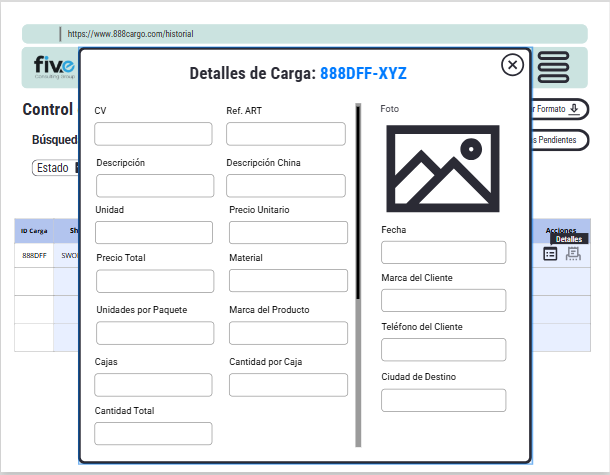 https://www.888cargo.com/historial
five
Consulting Group
Detalles de Carga: 888DFF-XYZ
Control
r Formato
Búsqued
s Pendientes
Estado
CV
Ref. ART
Foto
Descripción
Descripción China
Unidad
Precio Unitario
Fecha
Precio Total
Material
Marca del Cliente
Unidades por Paquete
Marca del Producto
Teléfono del Cliente
Cajas
Cantidad por Caja
Ciudad de Destino
Cantidad Total
ID Carga
Sh
Acciones
Detalles
888DFF
SWO